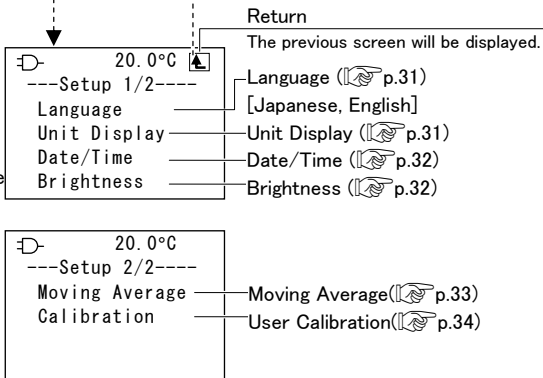 Return
The previous screen will be displayed.
20.0°C
---Setup 1/2----
Language
Unit Display
Date/Time
Brightness
Language (p.31)
[Japanese, English]
Unit Display (p.31)
Date/Time (p.32)
Brightness (p.32)
e
20.0°C
---Setup 2/2----
Moving Average
Calibration
Moving Average(p.33)
User Calibration(p.34)